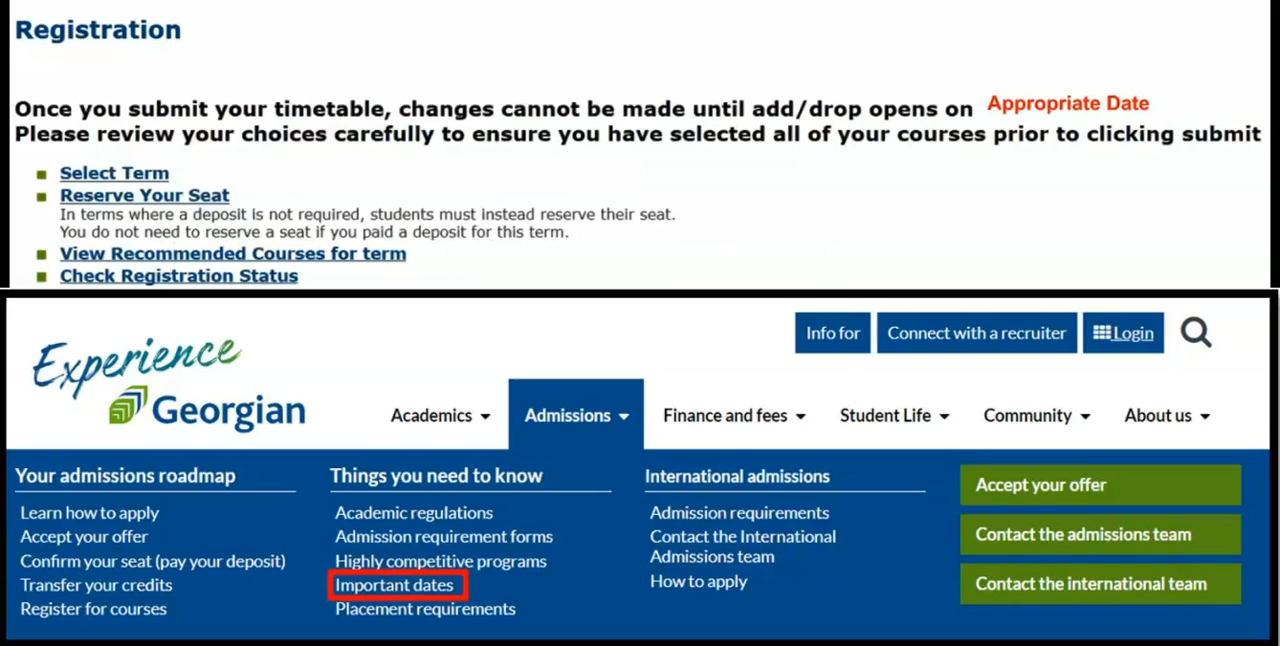 Registration
Once you submit your timetable, changes cannot be made until add/drop opens on Appropriate Date
Please review your choices carefully to ensure you have selected all of your courses prior to clicking submit
Select Term
Reserve Your Seat
In terms where a deposit is not required, students must instead reserve their seat.
You do not need to reserve a seat if you paid a deposit for this term.
View Recommended Courses for term
Check Registration Status
Info for
Connect with a recruiter
Login
Experience
Georgian
Academics
Admissions
Finance and fees
Student Life
Community
About us
Your admissions roadmap
Learn how to apply
Accept your offer
Confirm your seat (pay your deposit)
Transfer your credits
Register for courses
Things you need to know
Academic regulations
Admission requirement forms
Highly competitive programs
Important dates
Placement requirements
International admissions
Admission requirements
Contact the International
Admissions team
How to apply
Accept your offer
Contact the admissions team
Contact the international team